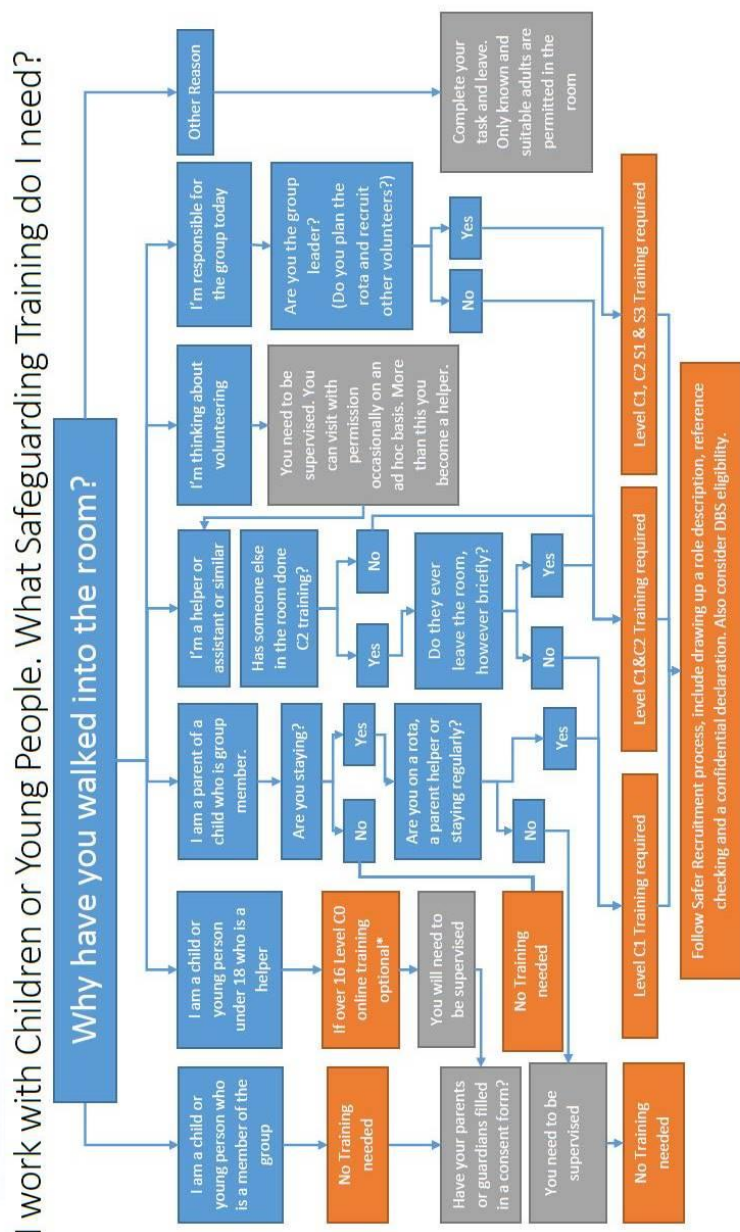 I work with Children or Young People. What Safeguarding Training do I need?
Why have you walked into the room?
I am a child or
young person who
is a member of the
group
No Training
needed
Have your parents
or guardians filled
in a consent form?
I am a child or
young person
under 18 who is a
helper
If over 16 Level C0
online training
optional*
You will need to
be supervised
I am a parent of a
child who is group
member.
Are you staying?
No
Yes
No Training
needed
Are you on a rota,
a parent helper or
staying regularly?
No
Yes
You need to be
supervised
No Training
needed
I'm a helper or
assistant or similar
Has someone else
in the room done
C2 training?
Yes
No
Do they ever
leave the room,
however briefly?
No
Yes
I'm thinking about
volunteering
You need to be
supervised. You
can visit with
permission
occasionally on an
ad hoc basis. More
than this you
become a helper.
I'm responsible for
the group today
Are you the group
leader?
(Do you plan the
rota and recruit
other volunteers?)
No
Yes
Other Reason
Complete your
task and leave.
Only known and
suitable adults are
permitted in the
room
Level C1 Training required
Level C1&C2 Training required
Level C1, C2 S1 & S3 Training required
Follow Safer Recruitment process, include drawing up a role description, reference
checking and a confidential declaration. Also consider DBS eligibility.